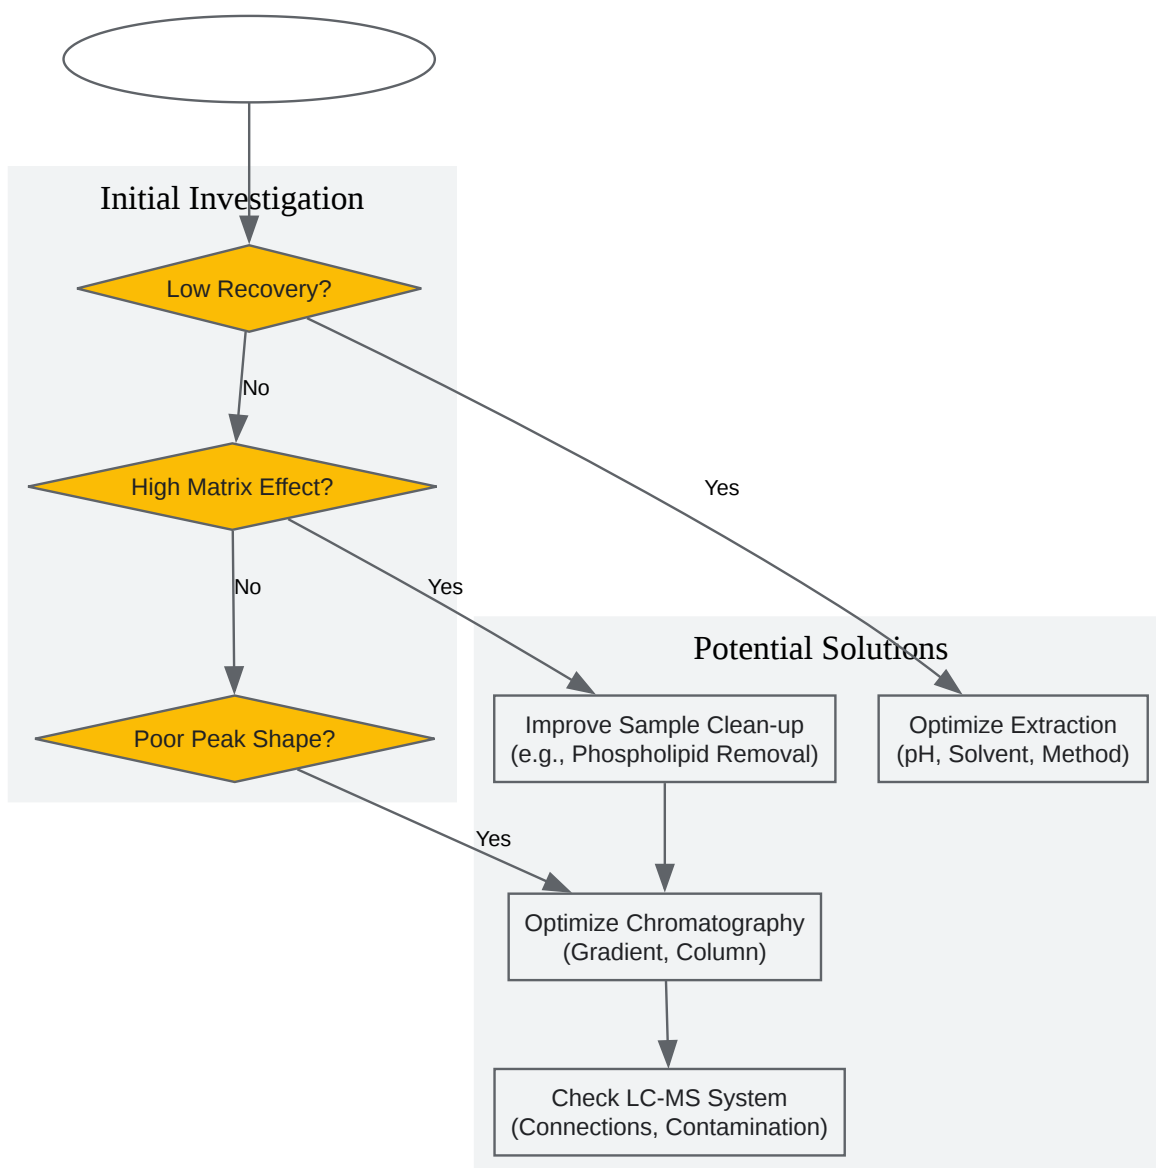 Initial Investigation
Low Recovery?
No
High Matrix Effect?
Yes
No
Yes
Potential Solutions
Poor Peak Shape?
Improve Sample Clean-up
(e.g., Phospholipid Removal)
Optimize Extraction
(pH, Solvent, Method)
Yes
Optimize Chromatography
(Gradient, Column)
Check LC-MS System
(Connections, Contamination)